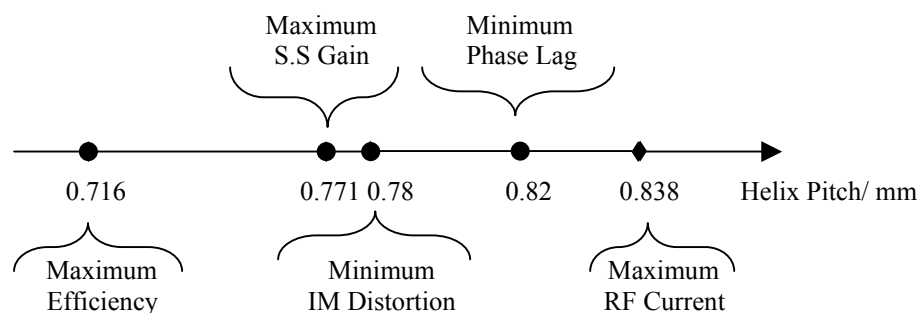 Maximum
S.S Gain
Minimum
Phase Lag
0.716 0.771 0.78 0.82 0.838 Helix Pitch/ mm
Maximum
Efficiency
Minimum
IM Distortion
Maximum
RF Current